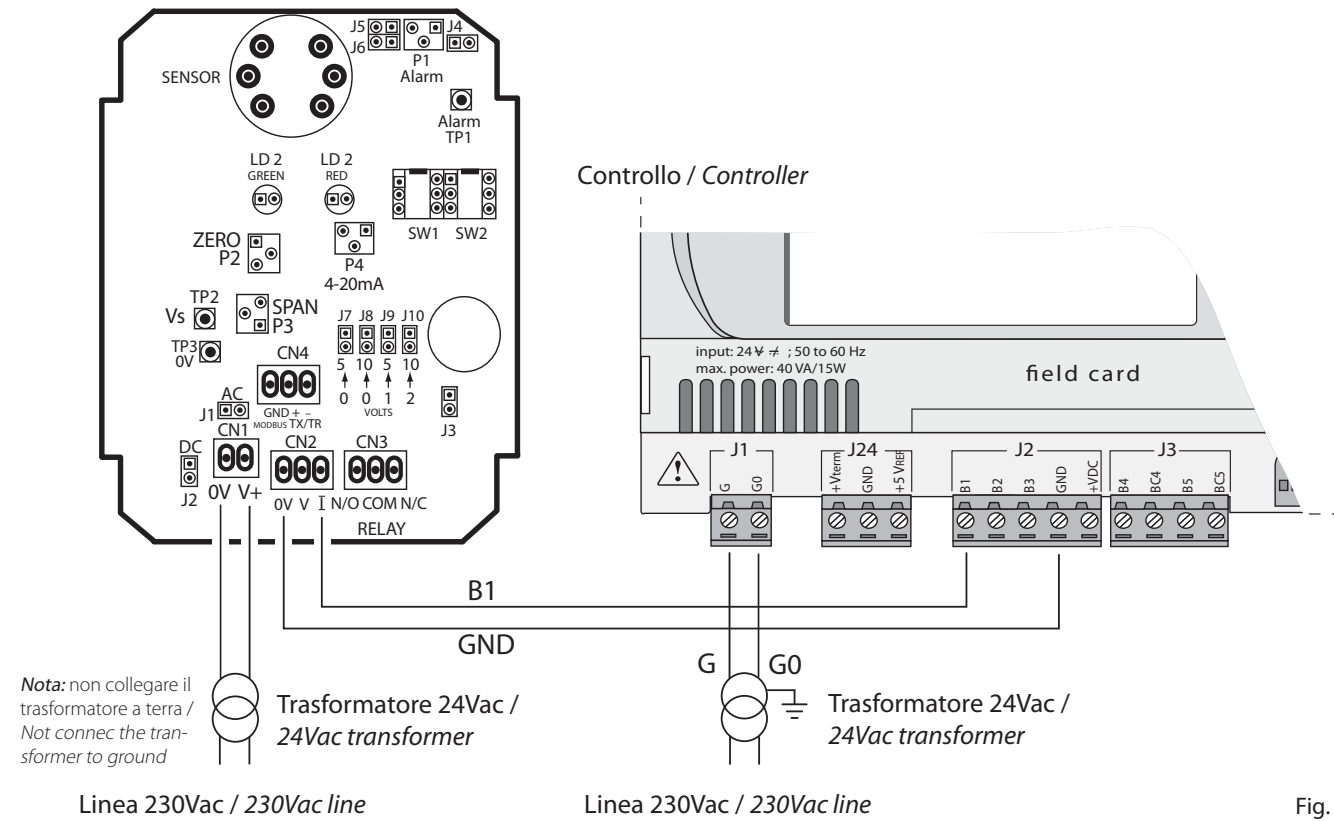 J5
J6
J4
P1
Alarm
SENSOR
Alarm
TP1
LD 2
GREEN
LD 2
RED
SW1 SW2
ZERO
P2
P4
4-20mA
TP2
Vs
SPAN
P3
TP3
0V
J7 J8 J9 J10
5 10 5 10
0 0 1 2
VOLTS
CN4
GND + –
MODBUS TX/TR
J3
AC
J1
CN1
DC
J2
0V V+
CN2
0V V I
CN3
N/O COM N/C
RELAY
Controllo / Controller
input: 24 ; 50 to 60 Hz
max. power: 40 VA/15W
field card
J1
G
G0
J24
+Vterm
GND
+5 VREF
J2
B1
B2
B3
GND
+VDC
J3
B4
BC4
B5
BC5
B1
GND
G
G0
Nota: non collegare il
trasformatore a terra /
Not connec the tran-
sformer to ground
Trasformatore 24Vac /
24Vac transformer
Trasformatore 24Vac /
24Vac transformer
Linea 230Vac / 230Vac line
Linea 230Vac / 230Vac line
Fig.